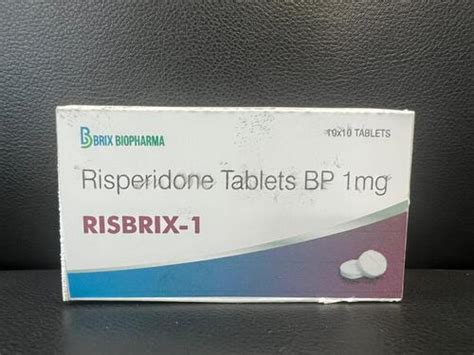 BRIX BIOPHARMA
10x10 TABLETS
Risperidone Tablets BP 1mg
RISBRIX-1